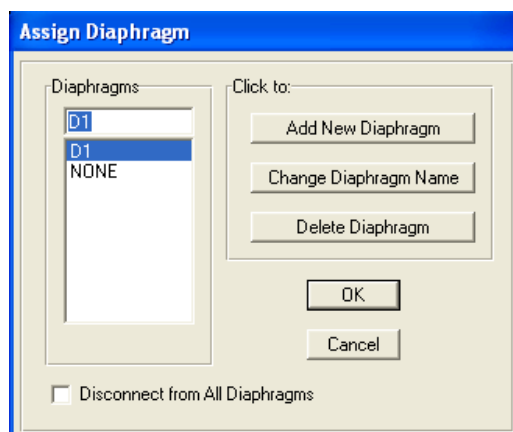 Assign Diaphragm
Diaphragms
D1
D1
NONE
Click to:
Add New Diaphragm
Change Diaphragm Name
Delete Diaphragm
OK
Cancel
Disconnect from All Diaphragms